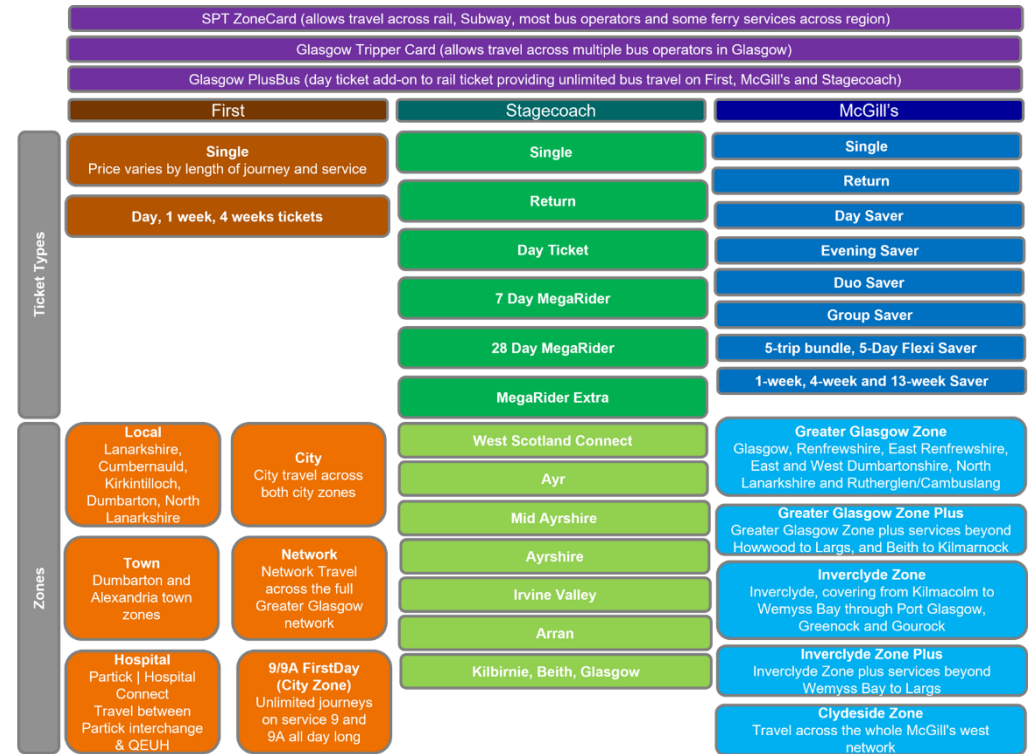 SPT ZoneCard (allows travel across rail, Subway, most bus operators and some ferry services across region)
Glasgow Tripper Card (allows travel across multiple bus operators in Glasgow)
Glasgow PlusBus (day ticket add-on to rail ticket providing unlimited bus travel on First, McGill's and Stagecoach)
First
Stagecoach
McGill's
Ticket Types
Single
Price varies by length of journey and service
Day, 1 week, 4 weeks tickets
Single
Return
Day Ticket
7 Day MegaRider
28 Day MegaRider
MegaRider Extra
Single
Return
Day Saver
Evening Saver
Duo Saver
Group Saver
5-trip bundle, 5-Day Flexi Saver
1-week, 4-week and 13-week Saver
Zones
Local
Lanarkshire,
Cumbernauld,
Kirkintilloch,
Dumbarton, North
Lanarkshire
City
City travel across
both city zones
Town
Dumbarton and
Alexandria town
zones
Network
Network Travel
across the full
Greater Glasgow
network
Hospital
Partick | Hospital
Connect
Travel between
Partick interchange
& QEUH
9/9A FirstDay
(City Zone)
Unlimited journeys
on service 9 and
9A all day long
West Scotland Connect
Ayr
Mid Ayrshire
Ayrshire
Irvine Valley
Arran
Kilbirnie, Beith, Glasgow
Greater Glasgow Zone
Glasgow, Renfrewshire, East Renfrewshire,
East and West Dumbartonshire, North
Lanarkshire and Rutherglen/Cambuslang
Greater Glasgow Zone Plus
Greater Glasgow Zone plus services beyond
Howwood to Largs, and Beith to Kilmarnock
Inverclyde Zone
Inverclyde, covering from Kilmacolm to
Wemyss Bay through Port Glasgow,
Greenock and Gourock
Inverclyde Zone Plus
Inverclyde Zone plus services beyond
Wemyss Bay to Largs
Clydeside Zone
Travel across the whole McGill's west
network